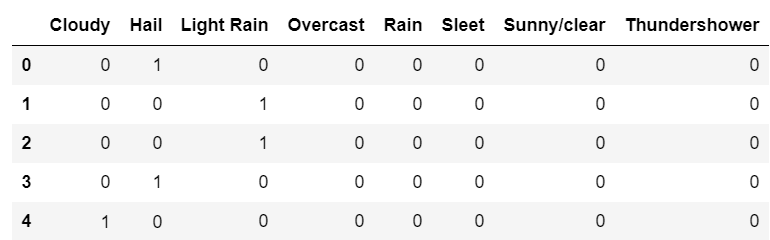 Cloudy Hail Light Rain Overcast Rain Sleet Sunny/clear Thundershower
0 0 1 0 0 0 0 0 0
1 0 0 1 0 0 0 0 0
2 0 0 1 0 0 0 0 0
3 0 1 0 0 0 0 0 0
4 1 0 0 0 0 0 0 0